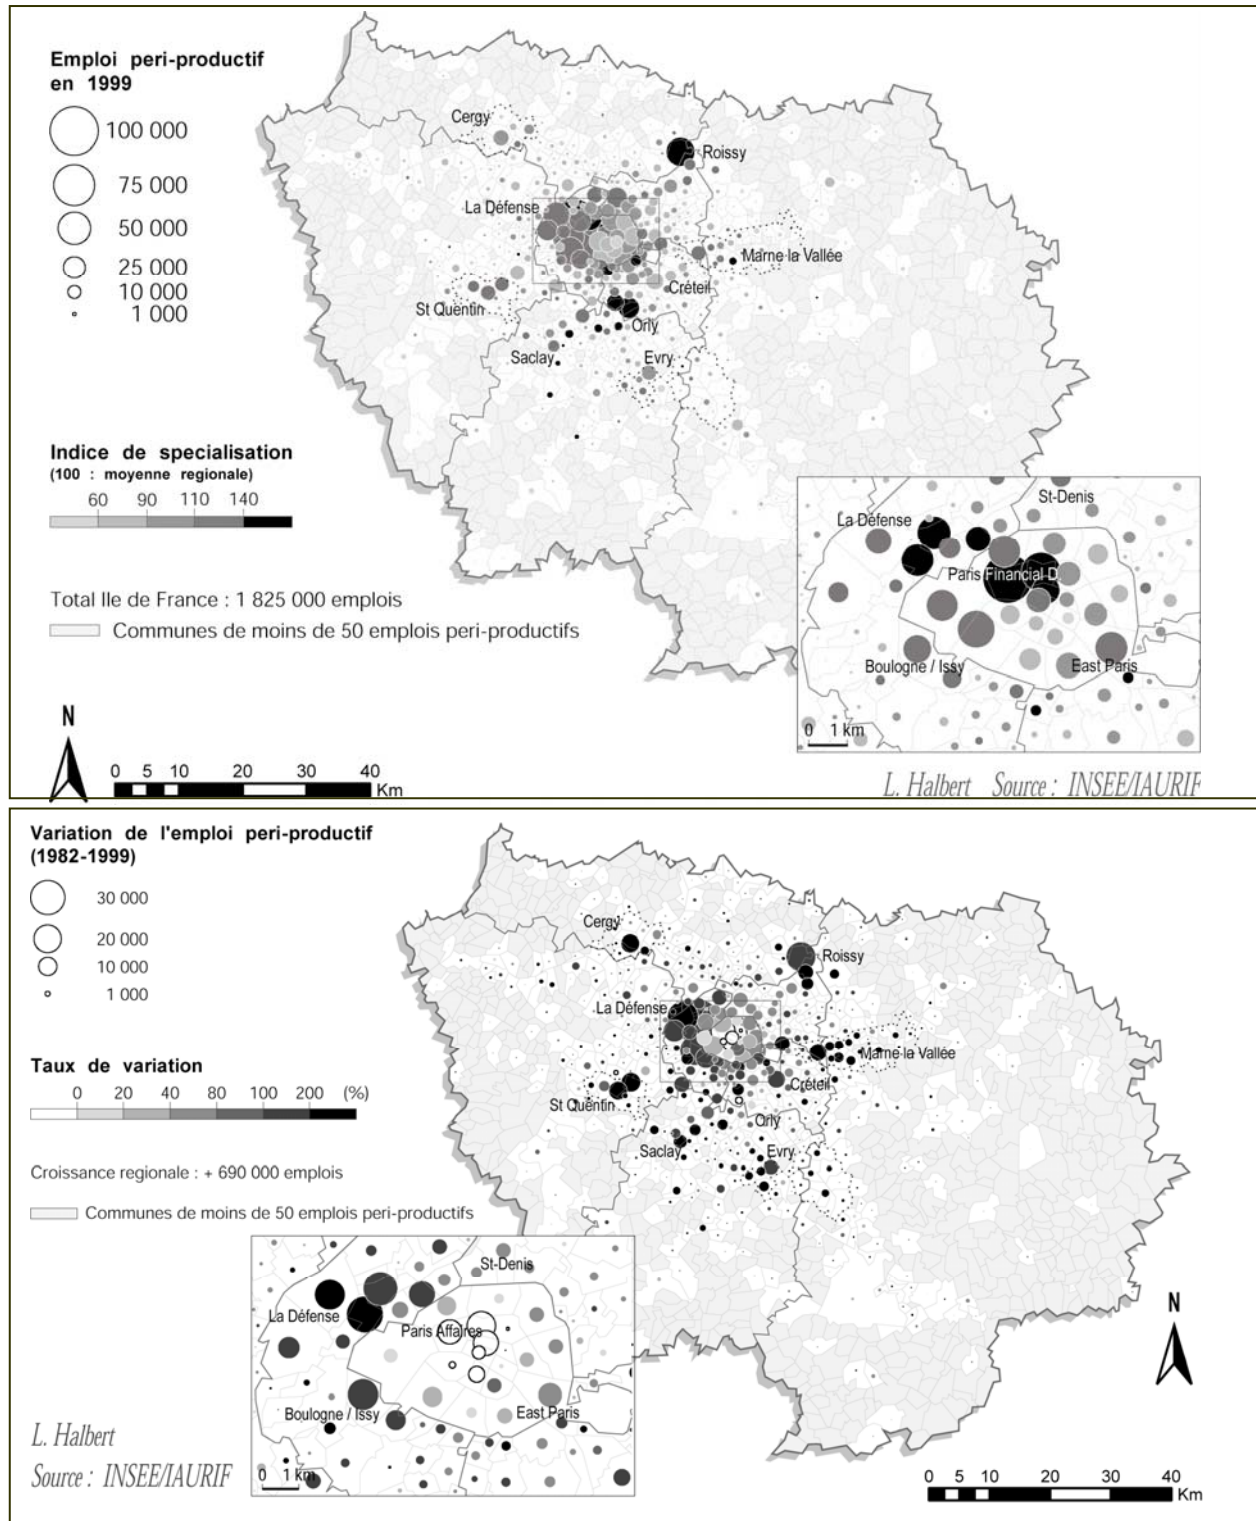 Emploi peri-productif
en 1999
100 000
75 000
50 000
25 000
10 000
1 000
Cergy
Roissy
La Défense
Marne la Vallée
Créteil
St Quentin
Orly
Saclay
Evry
Indice de specialisation
(100 : moyenne regionale)
60 90 110 140
Total Ile de France : 1 825 000 emplois
Communes de moins de 50 emplois peri-productifs
St-Denis
La Défense
Paris Financial D.
Boulogne / Issy
East Paris
0 1 km
N
0 5 10 20 30 40
Km
L. Halbert Source : INSEE/IAURIF
Variation de l'emploi peri-productif
(1982-1999)
30 000
20 000
10 000
1 000
Cergy
Roissy
La Défense
Marne la Vallée
Créteil
St Quentin
Orly
Saclay
Evry
Taux de variation
0 20 40 80 100 200 (%)
Croissance regionale : + 690 000 emplois
Communes de moins de 50 emplois peri-productifs
St-Denis
La Défense
Paris Affaires
Boulogne / Issy
East Paris
0 1 km
L. Halbert
Source : INSEE/IAURIF
N
0 5 10 20 30 40
Km